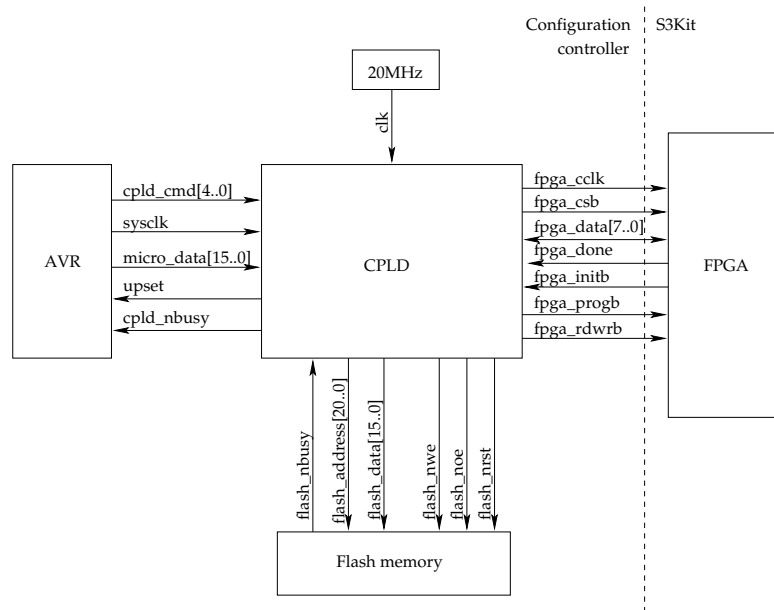 Configuration
controller
S3Kit
20MHz
clk
AVR
cpld_cmd[4..0]
sysclk
micro_data[15..0]
upset
cpld_nbusy
CPLD
fpga_cclk
fpga_csb
fpga_data[7..0]
fpga_done
fpga_initb
fpga_progb
fpga_rdwrb
FPGA
flash_nbusy
flash_address[20..0]
flash_data[15..0]
flash_nwe
flash_noe
flash_nrst
Flash memory